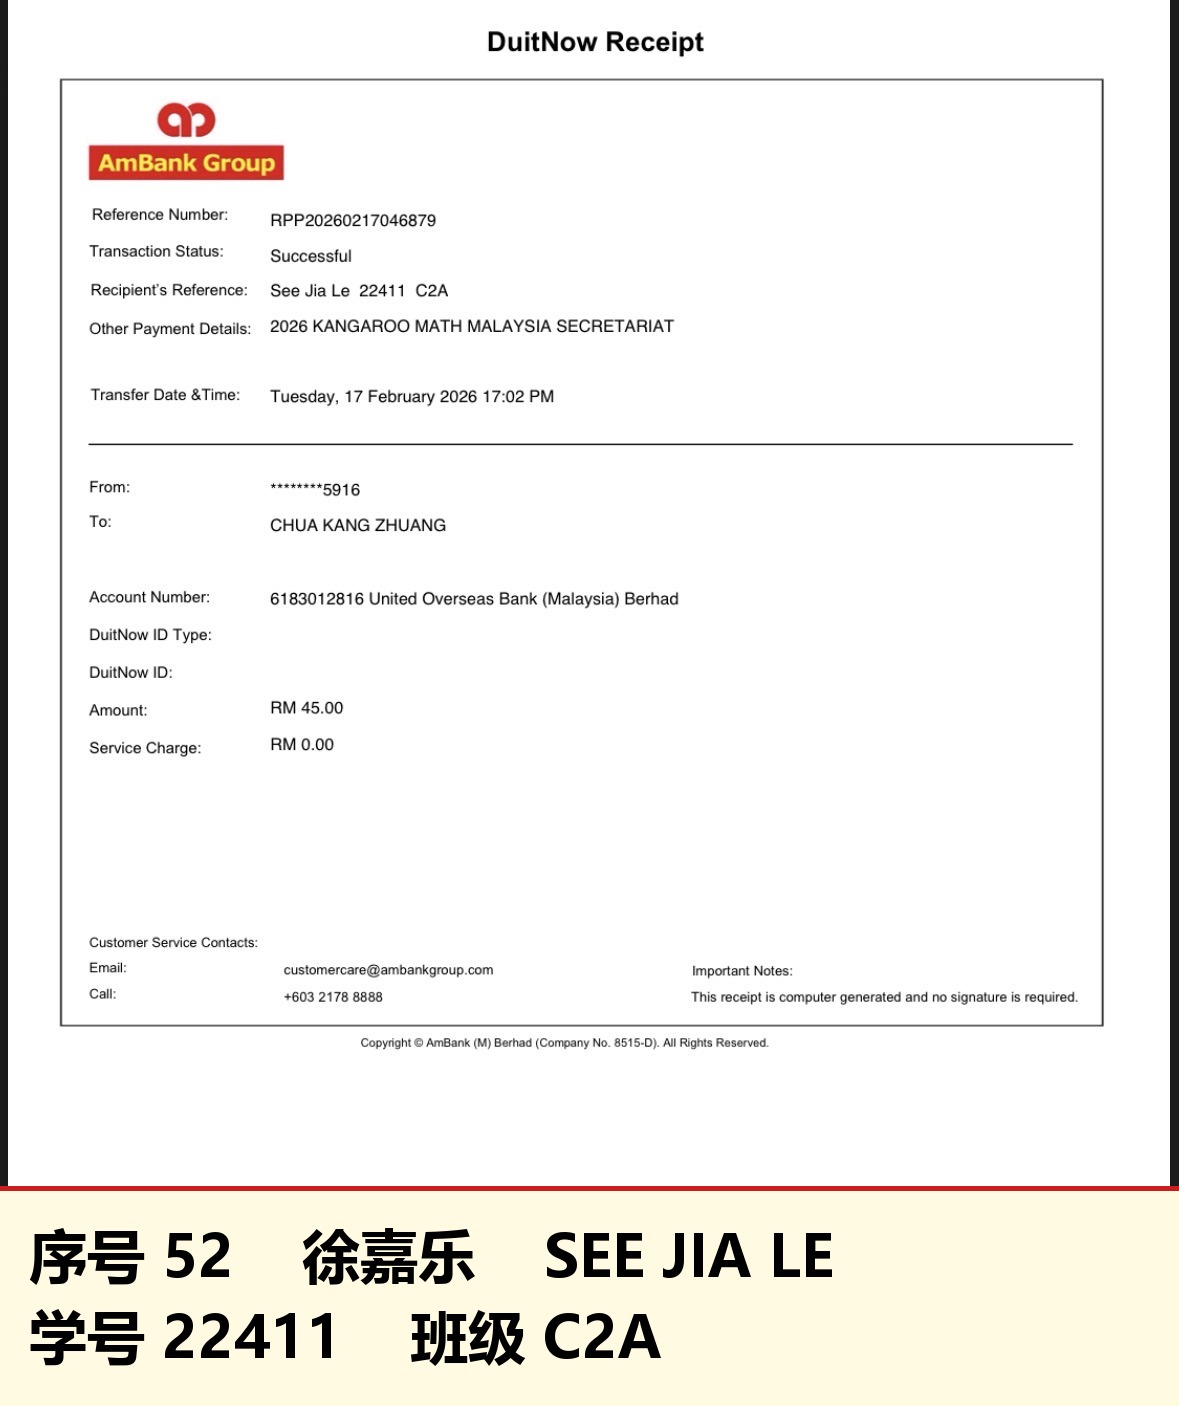 DuitNow Receipt
AmBank Group
Reference Number: RPP20260217046879
Transaction Status: Successful
Recipient's Reference: See Jia Le 22411 C2A
Other Payment Details: 2026 KANGAROO MATH MALAYSIA SECRETARIAT
Transfer Date &Time: Tuesday, 17 February 2026 17:02 PM
From: ********5916
To: CHUA KANG ZHUANG
Account Number: 6183012816 United Overseas Bank (Malaysia) Berhad
DuitNow ID Type:
DuitNow ID:
Amount: RM 45.00
Service Charge: RM 0.00
Customer Service Contacts:
Email: customercare@ambankgroup.com Important Notes:
Call: +603 2178 8888 This receipt is computer generated and no signature is required.
Copyright © AmBank (M) Berhad (Company No. 8515-D). All Rights Reserved.
序号 52 徐嘉乐 SEE JIA LE
学号 22411 班级 C2A